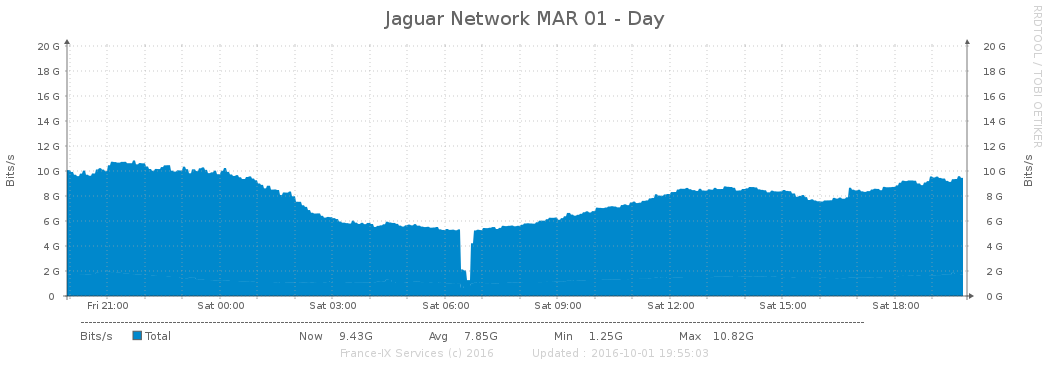 Jaguar Network MAR 01 - Day
RRDTOOL / TOBI OETIKER
Bits/s
20 G 20 G
18 G 18 G
16 G 16 G
14 G 14 G
12 G 12 G
10 G 10 G
8 G 8 G
6 G 6 G
4 G 4 G
2 G 2 G
0 0 G
Bits/s
Fri 21:00 Sat 00:00 Sat 03:00 Sat 06:00 Sat 09:00 Sat 12:00 Sat 15:00 Sat 18:00
Bits/s Total Now 9.43G Avg 7.85G Min 1.25G Max 10.82G
France-IX Services (c) 2016 Updated : 2016-10-01 19:55:03